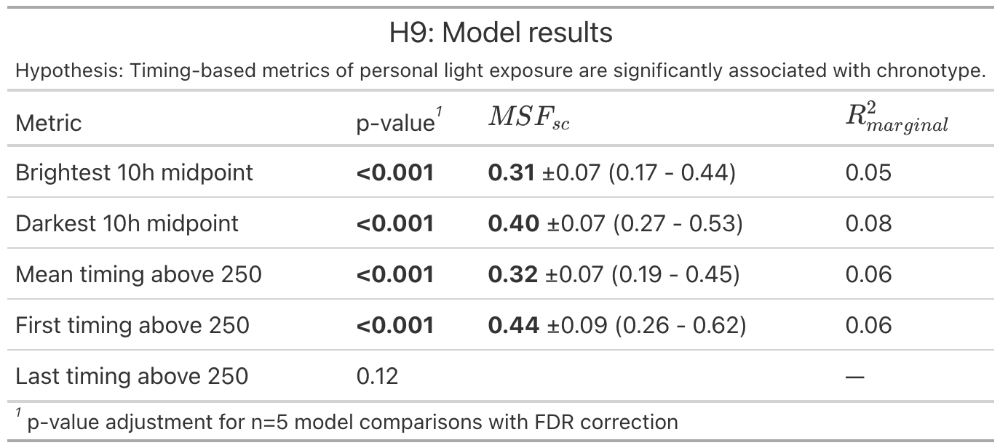 H9: Model results
Hypothesis: Timing-based metrics of personal light exposure are significantly associated with chronotype.
Metric p-value¹ MSF_sc R²_marginal
Brightest 10h midpoint <0.001 0.31 ±0.07 (0.17 - 0.44) 0.05
Darkest 10h midpoint <0.001 0.40 ±0.07 (0.27 - 0.53) 0.08
Mean timing above 250 <0.001 0.32 ±0.07 (0.19 - 0.45) 0.06
First timing above 250 <0.001 0.44 ±0.09 (0.26 - 0.62) 0.06
Last timing above 250 0.12 —
¹ p-value adjustment for n=5 model comparisons with FDR correction